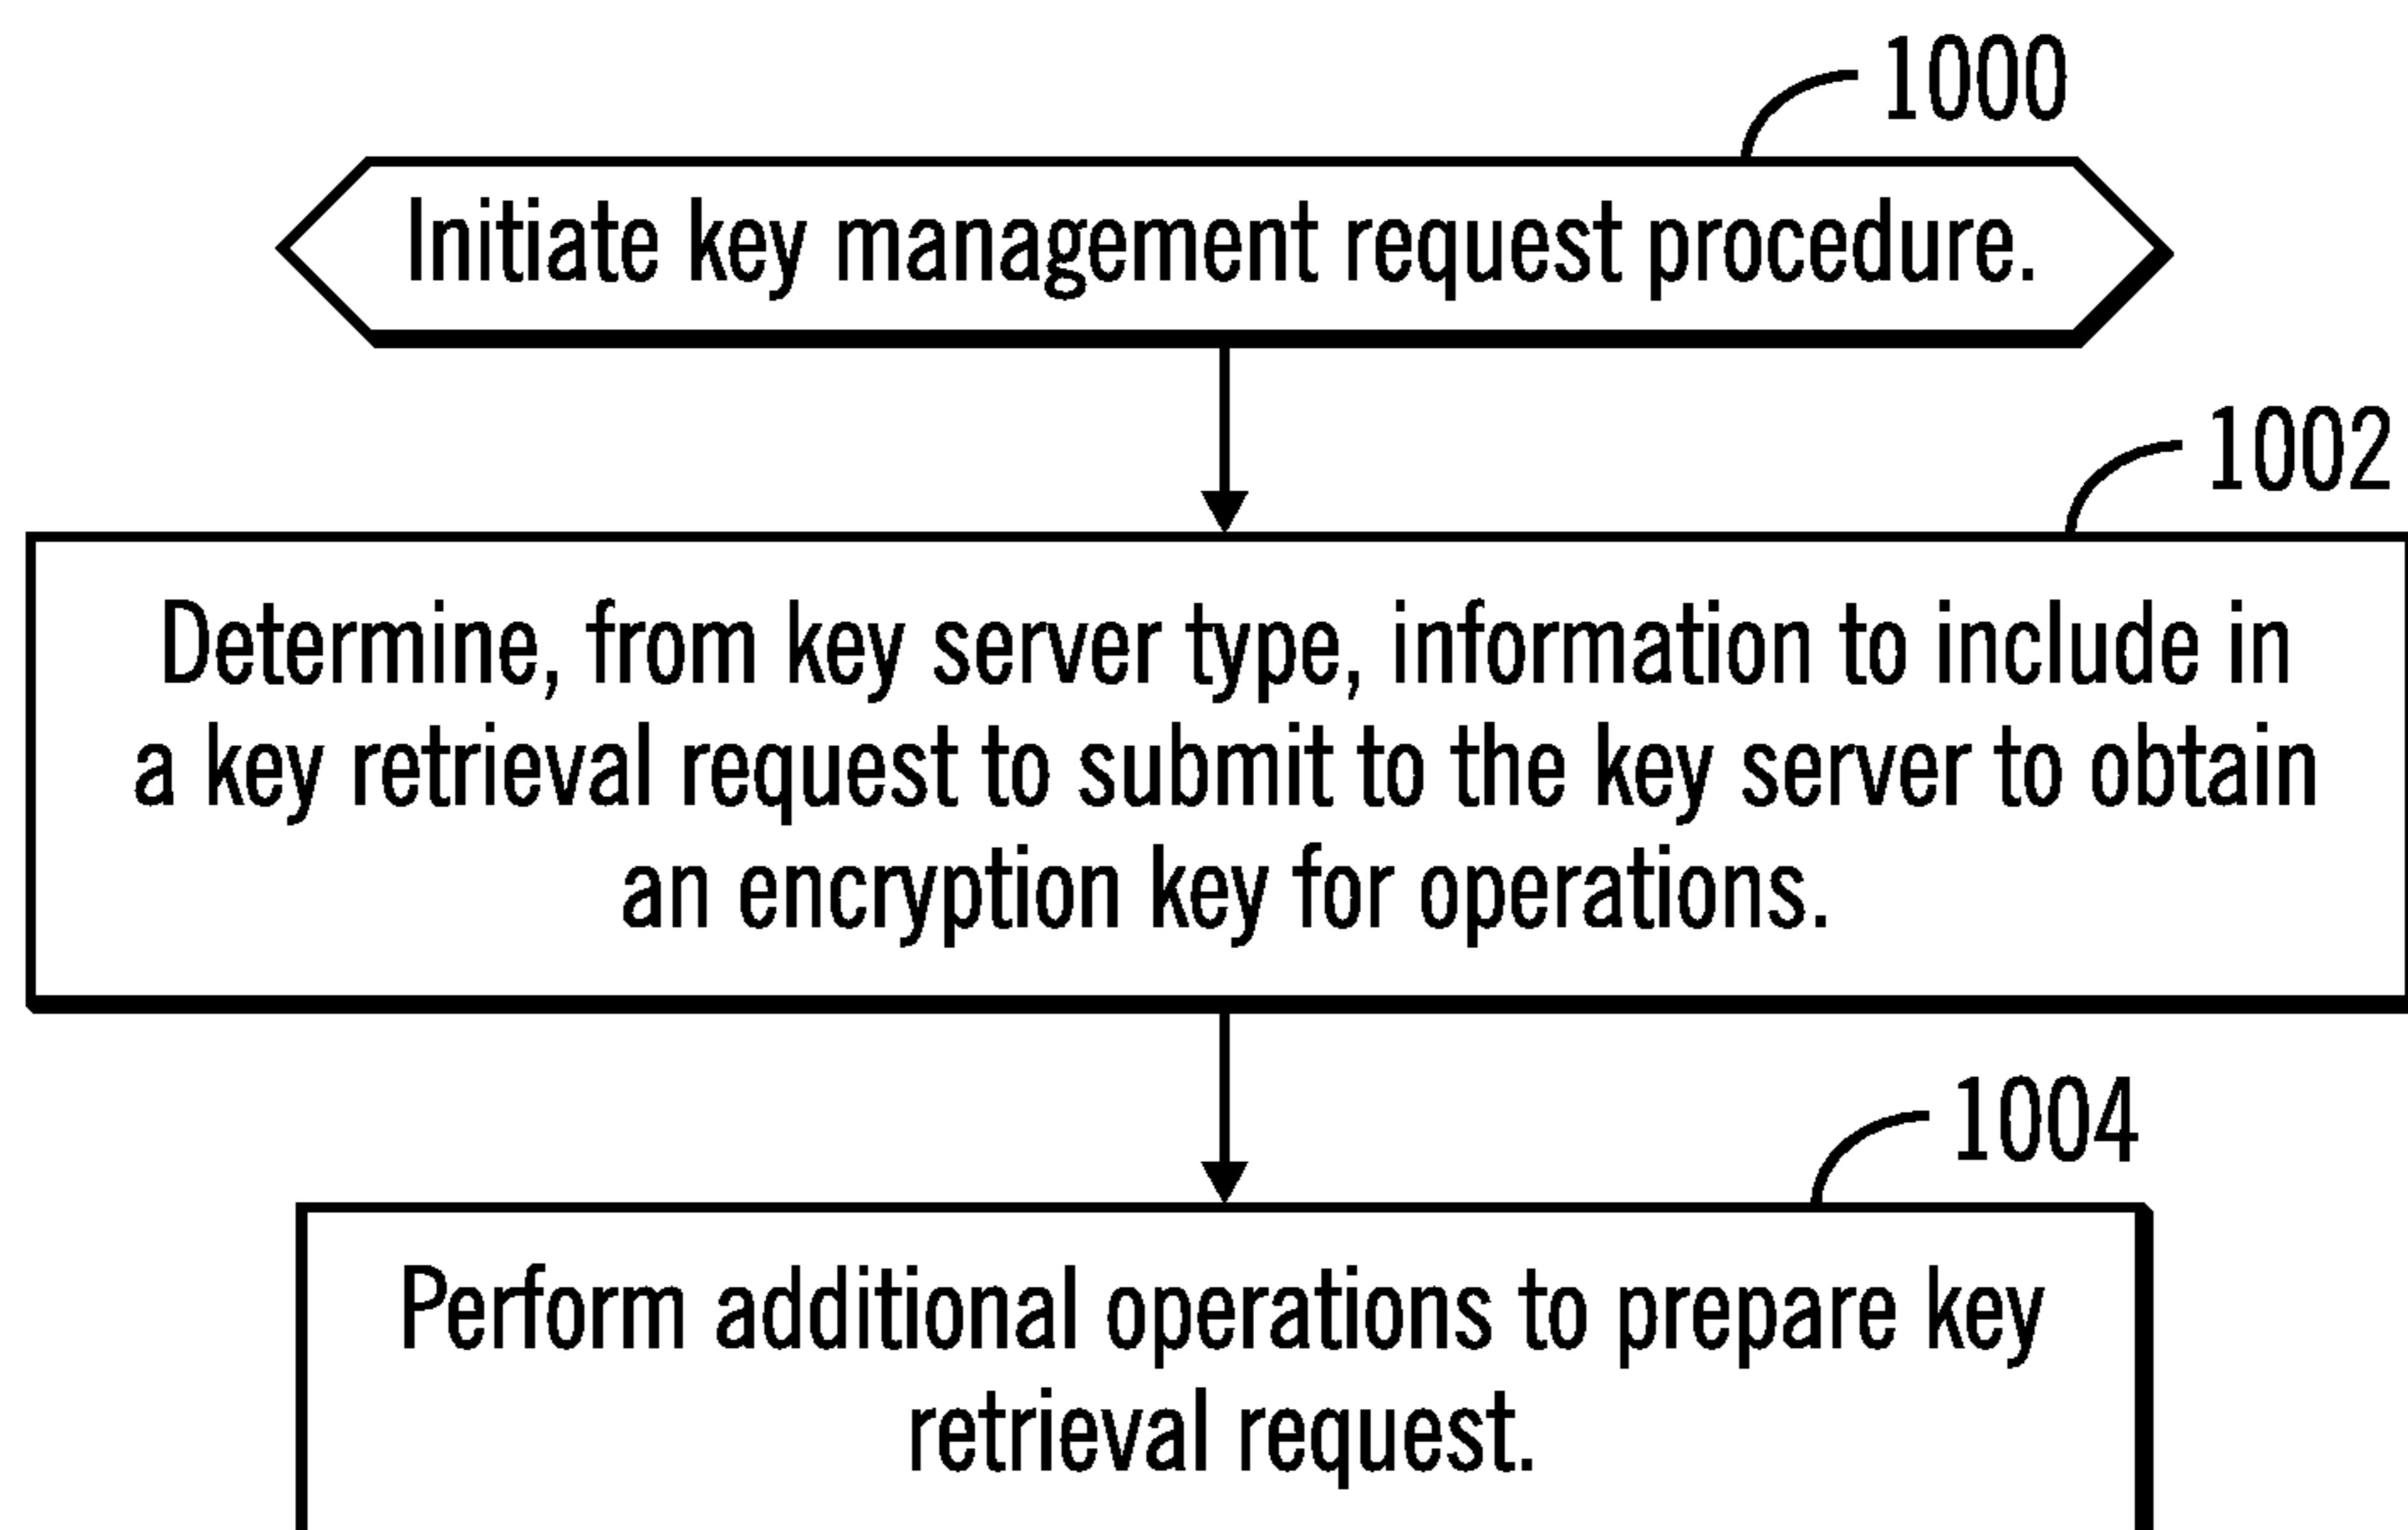 1000
Initiate key management request procedure.
1002
Determine, from key server type, information to include in
a key retrieval request to submit to the key server to obtain
an encryption key for operations.
1004
Perform additional operations to prepare key
retrieval request.